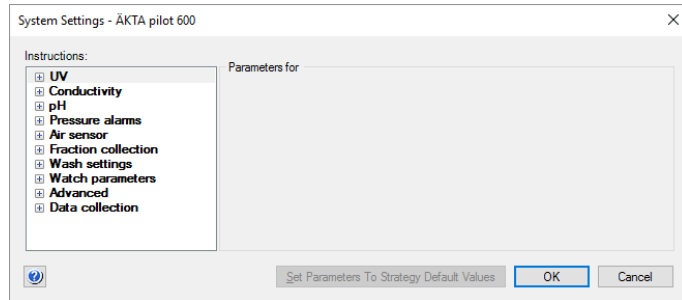 System Settings - ÄKTA pilot 600
Instructions:
UV
Conductivity
pH
Pressure alarms
Air sensor
Fraction collection
Wash settings
Watch parameters
Advanced
Data collection
Parameters for
Set Parameters To Strategy Default Values
OK
Cancel